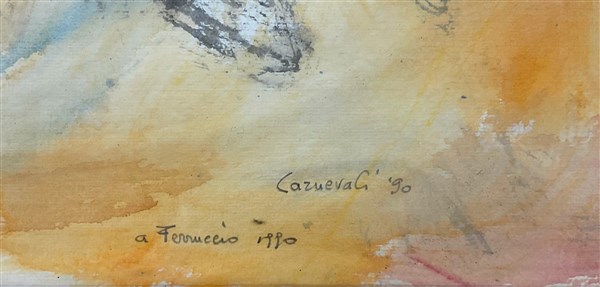 Carnevali '90
a Ferruccio 1990